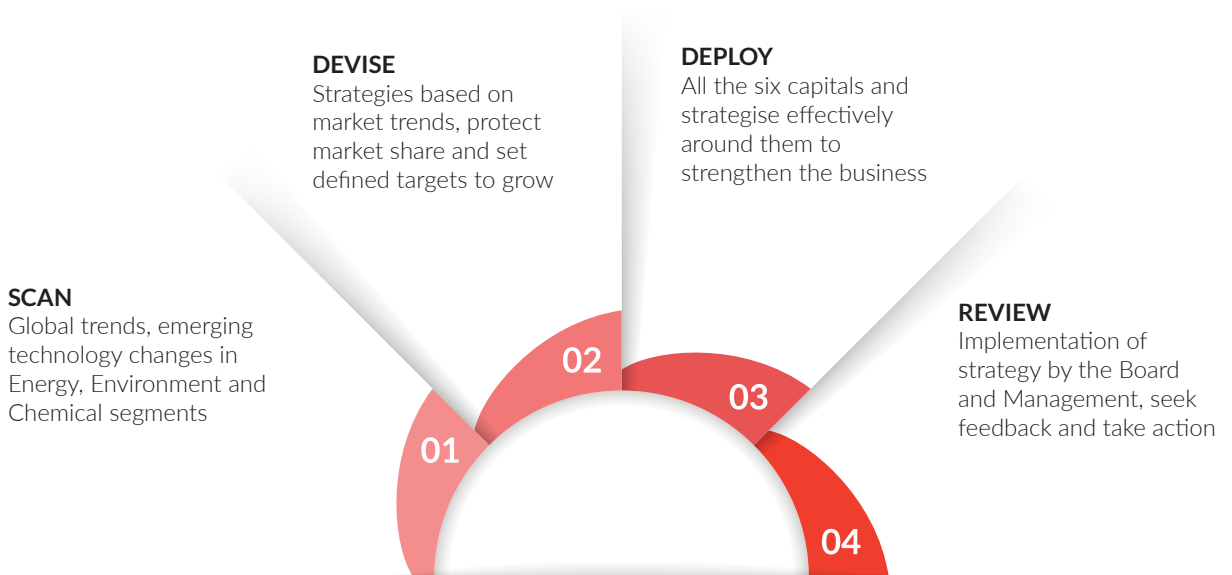 SCAN
Global trends, emerging
technology changes in
Energy, Environment and
Chemical segments
01
DEVISE
Strategies based on
market trends, protect
market share and set
defined targets to grow
02
DEPLOY
All the six capitals and
strategise effectively
around them to
strengthen the business
03
REVIEW
Implementation of
strategy by the Board
and Management, seek
feedback and take action
04